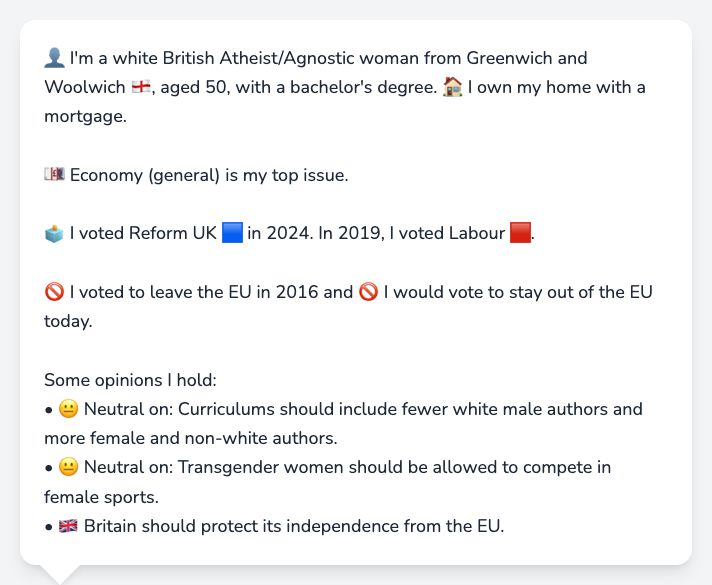 👤 I'm a white British Atheist/Agnostic woman from Greenwich and
Woolwich 🏴󠁧󠁢󠁥󠁮󠁧󠁿, aged 50, with a bachelor's degree. 🏠 I own my home with a
mortgage.
💷 Economy (general) is my top issue.
🗳️ I voted Reform UK 🟦 in 2024. In 2019, I voted Labour 🟥.
🚫 I voted to leave the EU in 2016 and 🚫 I would vote to stay out of the EU
today.
Some opinions I hold:
• 😐 Neutral on: Curriculums should include fewer white male authors and
more female and non-white authors.
• 😐 Neutral on: Transgender women should be allowed to compete in
female sports.
• 🇬🇧 Britain should protect its independence from the EU.